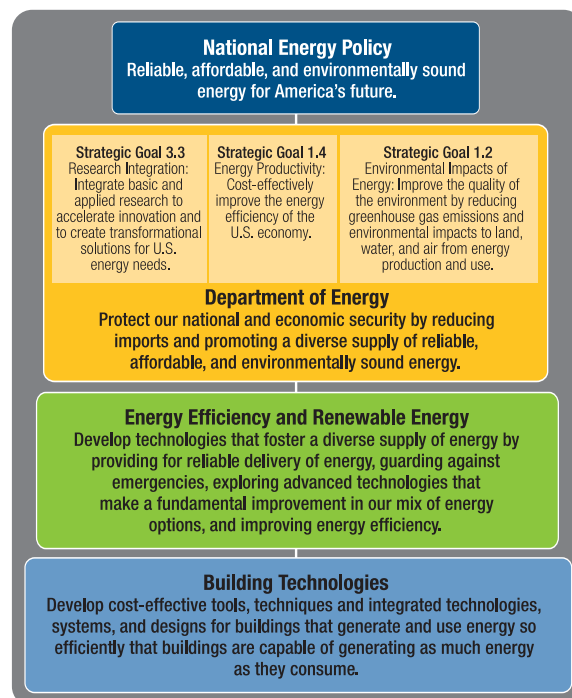 National Energy Policy
Reliable, affordable, and environmentally sound
energy for America's future.
Strategic Goal 3.3
Research Integration:
Integrate basic and
applied research to
accelerate innovation and
to create transformational
solutions for U.S.
energy needs.
Strategic Goal 1.4
Energy Productivity:
Cost-effectively
improve the energy
efficiency of the
U.S. economy.
Strategic Goal 1.2
Environmental Impacts of
Energy: Improve the quality of
the environment by reducing
greenhouse gas emissions and
environmental impacts to land,
water, and air from energy
production and use.
Department of Energy
Protect our national and economic security by reducing
imports and promoting a diverse supply of reliable,
affordable, and environmentally sound energy.
Energy Efficiency and Renewable Energy
Develop technologies that foster a diverse supply of energy by
providing for reliable delivery of energy, guarding against
emergencies, exploring advanced technologies that
make a fundamental improvement in our mix of energy
options, and improving energy efficiency.
Building Technologies
Develop cost-effective tools, techniques and integrated technologies,
systems, and designs for buildings that generate and use energy so
efficiently that buildings are capable of generating as much energy
as they consume.